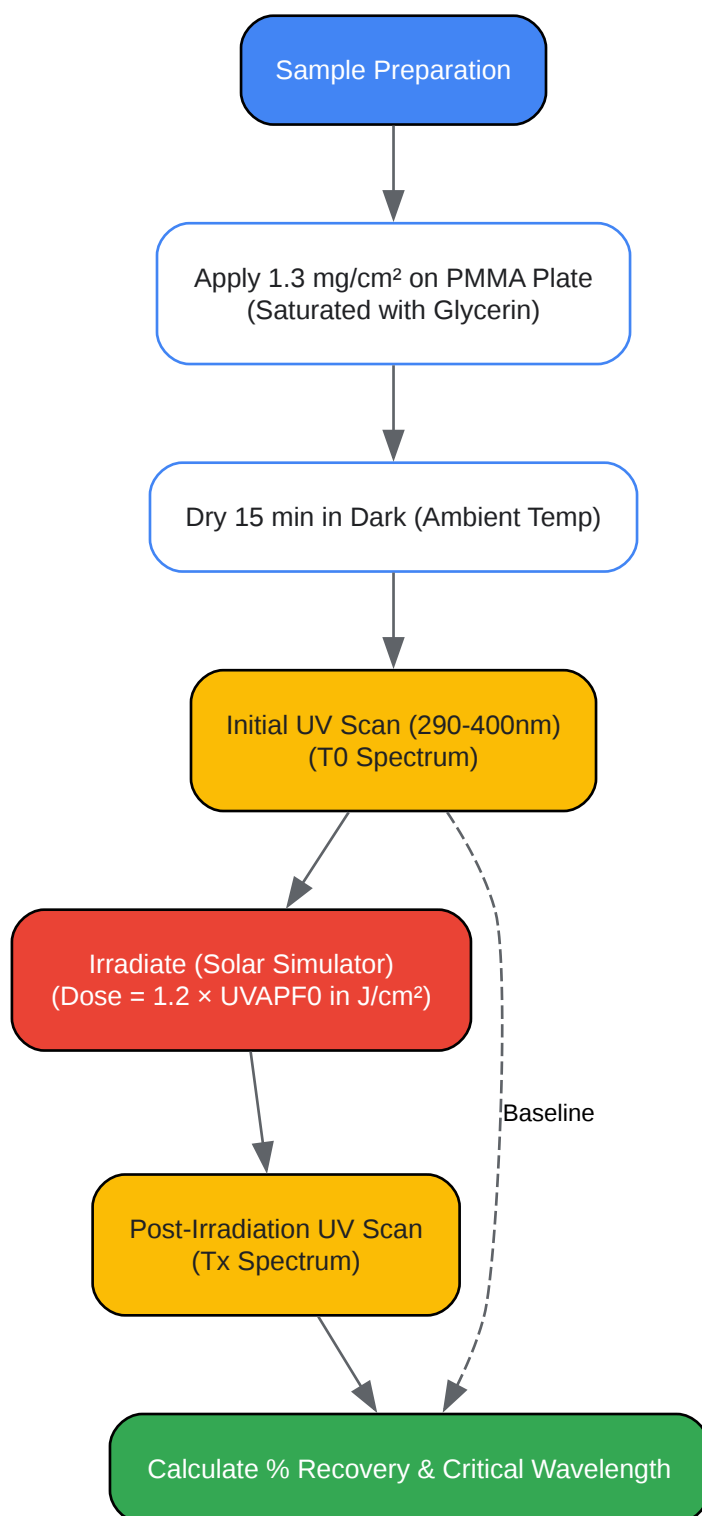 Sample Preparation
Apply 1.3 mg/cm² on PMMA Plate
(Saturated with Glycerin)
Dry 15 min in Dark (Ambient Temp)
Initial UV Scan (290-400nm)
(T0 Spectrum)
Irradiate (Solar Simulator)
(Dose = 1.2 × UVAPF0 in J/cm²)
Baseline
Post-Irradiation UV Scan
(Tx Spectrum)
Calculate % Recovery & Critical Wavelength